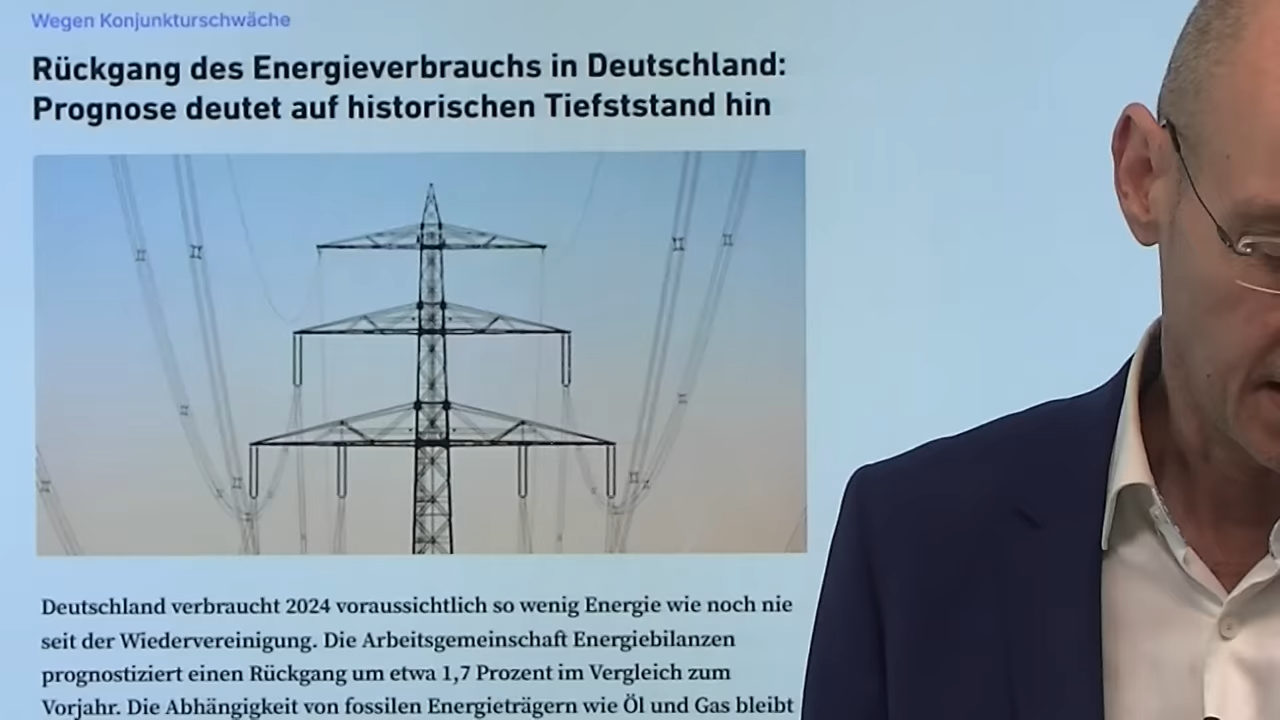 Wegen Konjunkturschwäche
Rückgang des Energieverbrauchs in Deutschland:
Prognose deutet auf historischen Tiefststand hin
Deutschland verbraucht 2024 voraussichtlich so wenig Energie wie noch nie
seit der Wiedervereinigung. Die Arbeitsgemeinschaft Energiebilanzen
prognostiziert einen Rückgang um etwa 1,7 Prozent im Vergleich zum
Vorjahr. Die Abhängigkeit von fossilen Energieträgern wie Öl und Gas bleibt